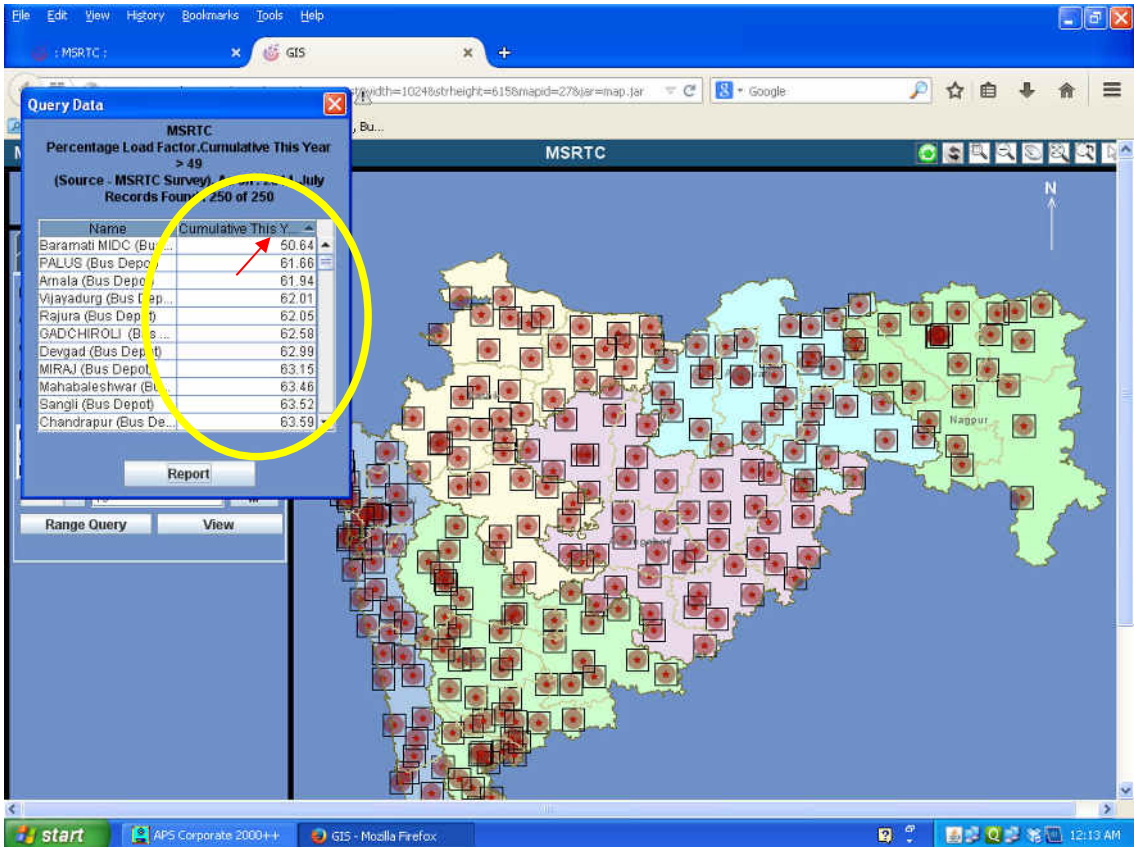 File Edit View History Bookmarks Tools Help
: MSRTC : × GIS × +
width=1024&strheight=615&mapid=27&jar=map.jar
Google
, Bu...
Query Data
MSRTC
MSRTC
Percentage Load Factor.Cumulative This Year
> 49
(Source - MSRTC Survey), July
Records Found: 250 of 250
Name Cumulative This Y...
Baramati MIDC (Bus... 50.64
PALUS (Bus Depot) 61.66
Arnala (Bus Depot) 61.94
Vijayadurg (Bus Dep... 62.01
Rajura (Bus Depot) 62.05
GADCHIROLI (Bus ... 62.58
Devgad (Bus Depot) 62.99
MIRAJ (Bus Depot) 63.15
Mahabaleshwar (Bu... 63.46
Sangli (Bus Depot) 63.52
Chandrapur (Bus De... 63.59
Report
Range Query View
N
Nagpur
start APS Corporate 2000++ GIS - Mozilla Firefox 12:13 AM